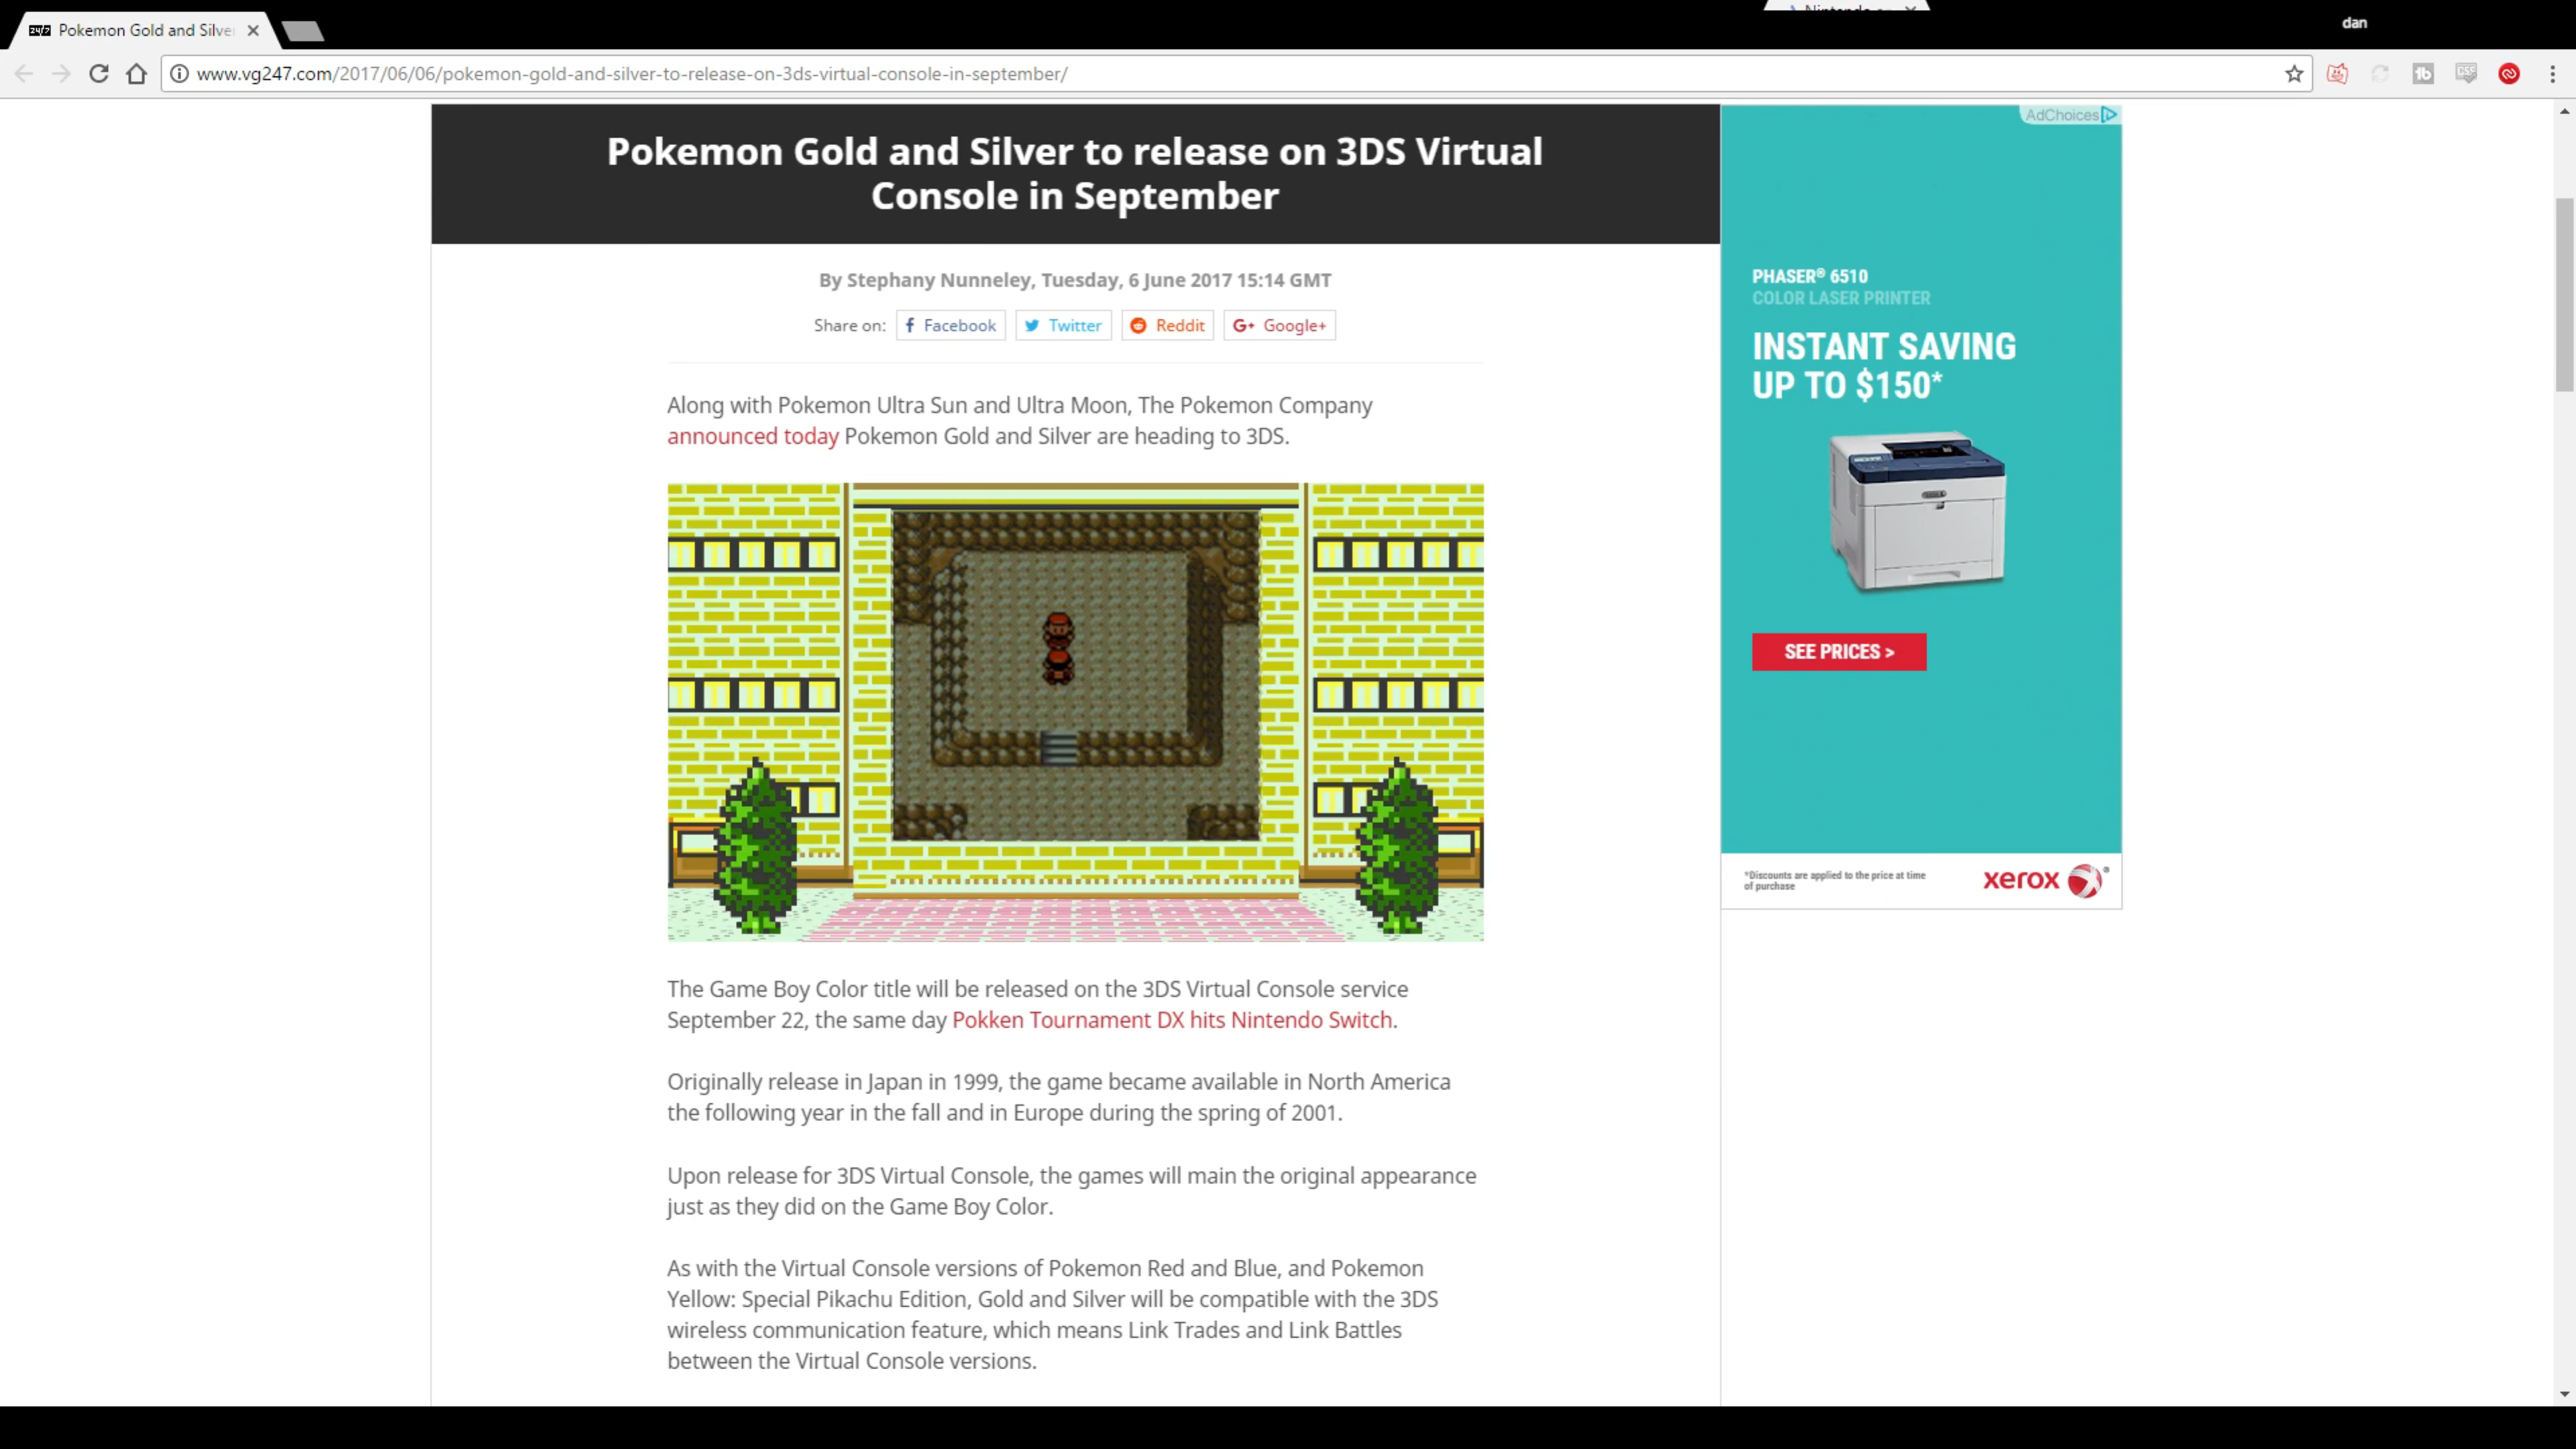 Pokemon Gold and Silve
dan
www.vg247.com/2017/06/06/pokemon-gold-and-silver-to-release-on-3ds-virtual-console-in-september/
Pokemon Gold and Silver to release on 3DS Virtual
Console in September
By Stephany Nunneley, Tuesday, 6 June 2017 15:14 GMT
Share on: Facebook Twitter Reddit G+ Google+
Along with Pokemon Ultra Sun and Ultra Moon, The Pokemon Company
announced today Pokemon Gold and Silver are heading to 3DS.
The Game Boy Color title will be released on the 3DS Virtual Console service
September 22, the same day Pokken Tournament DX hits Nintendo Switch.
Originally release in Japan in 1999, the game became available in North America
the following year in the fall and in Europe during the spring of 2001.
Upon release for 3DS Virtual Console, the games will main the original appearance
just as they did on the Game Boy Color.
As with the Virtual Console versions of Pokemon Red and Blue, and Pokemon
Yellow: Special Pikachu Edition, Gold and Silver will be compatible with the 3DS
wireless communication feature, which means Link Trades and Link Battles
between the Virtual Console versions.
AdChoices
PHASER® 6510
COLOR LASER PRINTER
INSTANT SAVING
UP TO $150*
SEE PRICES >
*Discounts are applied to the price at time
of purchase
xerox®